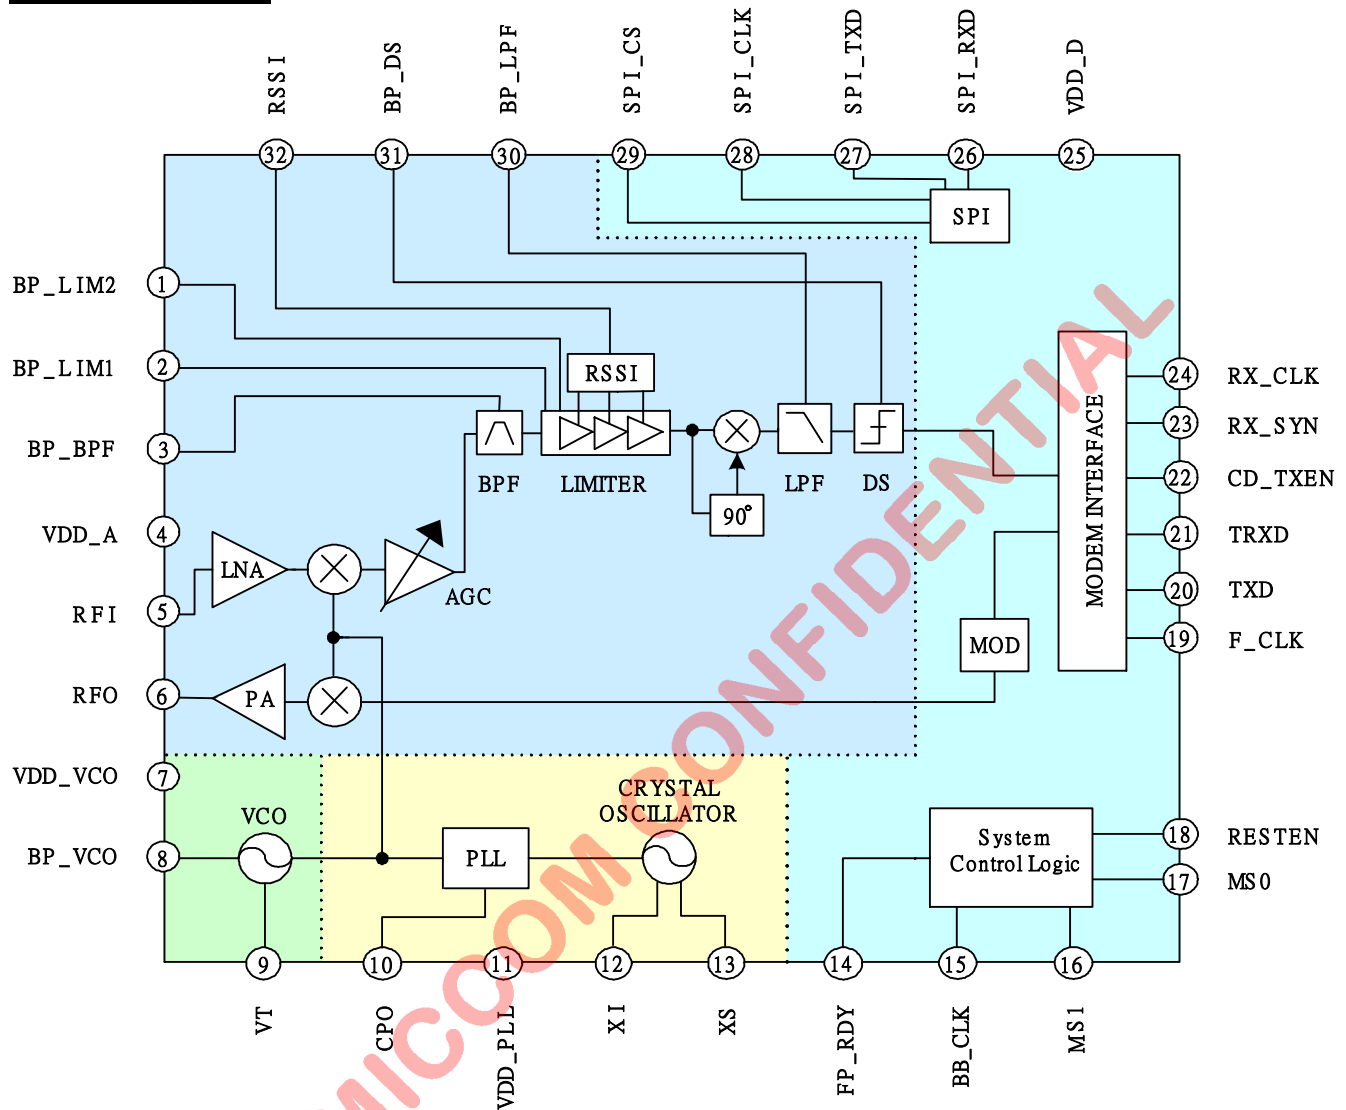 RSSI
BP_DS
BP_LPF
SPI_CS
SPI_CLK
SPI_TXD
SPI_RXD
VDD_D
32
31
30
29
28
27
26
25
SPI
BP_LIM2
1
BP_LIM1
2
BP_BPF
3
VDD_A
4
RFI
5
RFO
6
VDD_VCO
7
BP_VCO
8
RSSI
BPF
LIMITER
90°
LPF
DS
LNA
AGC
PA
MOD
MODEM INTERFACE
24
RX_CLK
23
RX_SYN
22
CD_TXEN
21
TRXD
20
TXD
19
F_CLK
VCO
PLL
CRYSTAL
OSCILLATOR
System
Control Logic
18
RESTEN
17
MS0
9
10
11
12
13
14
15
16
VT
CPO
VDD_PLL
XI
XS
FP_RDY
BB_CLK
MS1
MICCOM CONFIDENTIAL